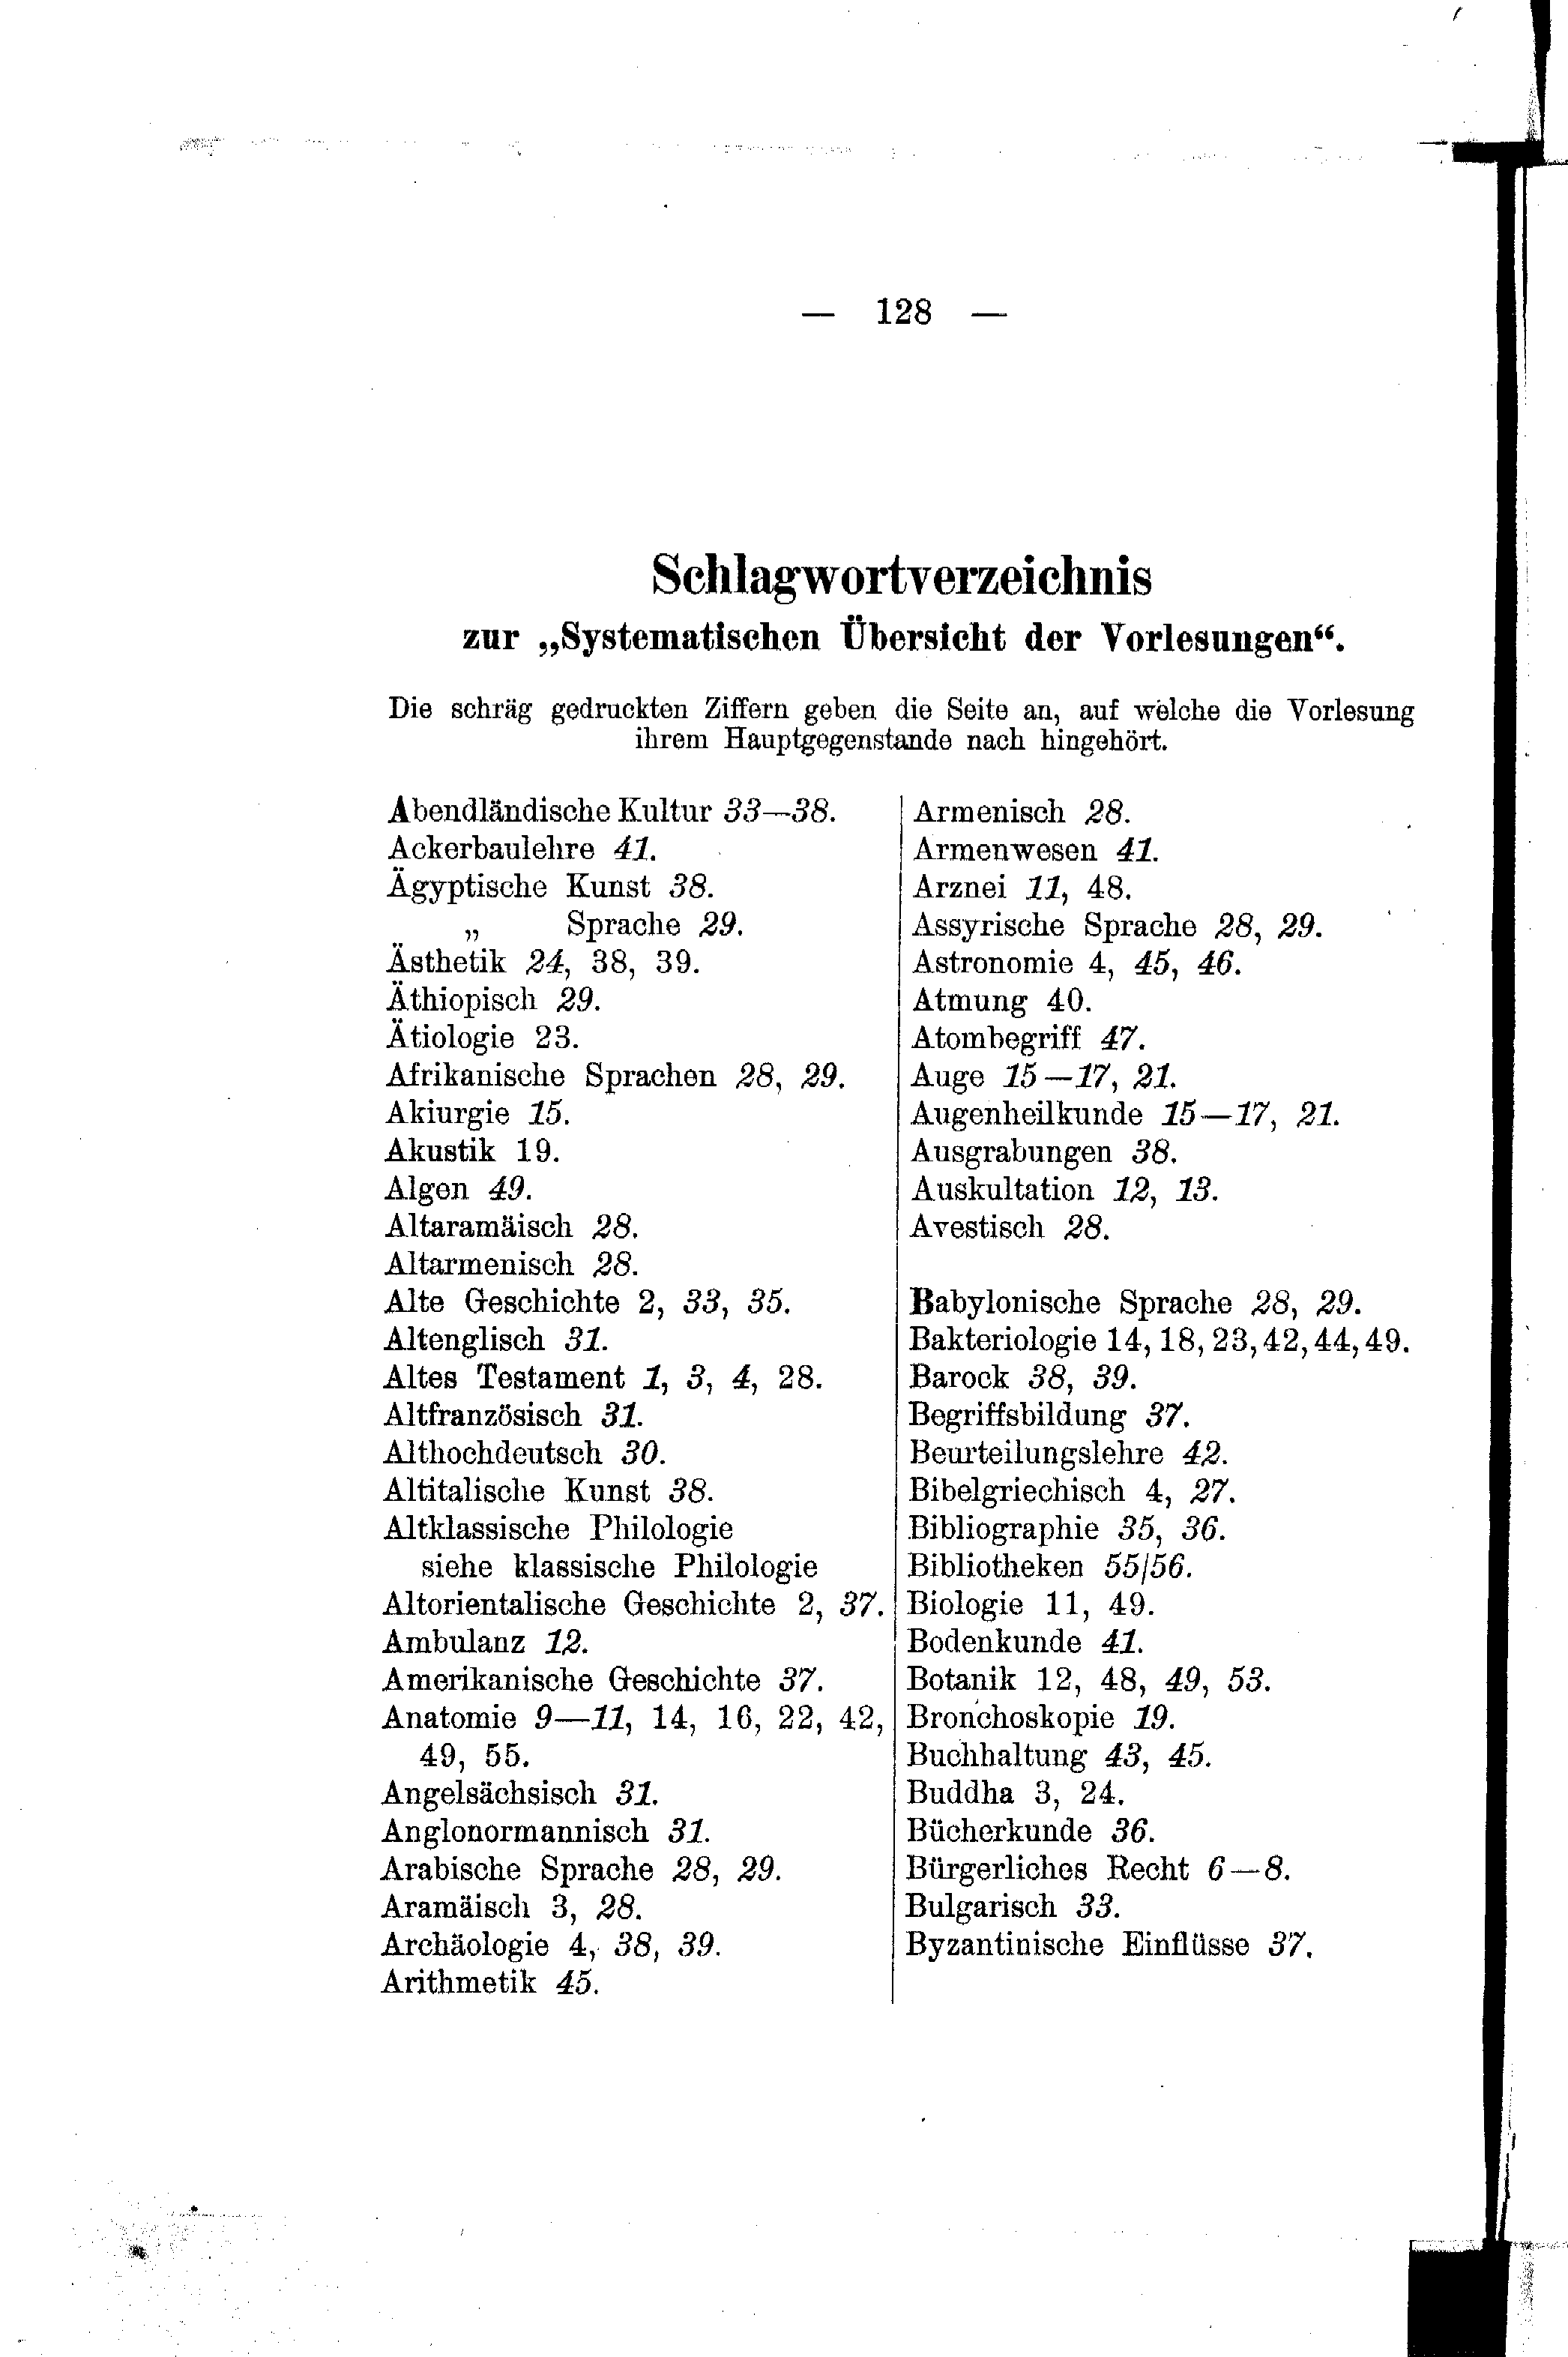 — 128 —
Schlagwortverzeichnis
zur „Systematischen Übersicht der Vorlesungen“.
Die schräg gedruckten Ziffern geben die Seite an, auf welche die Vorlesung
ihrem Hauptgegenstande nach hingehört.
Abendländische Kultur 33—38.
Ackerbaulehre 41.
Ägyptische Kunst 38.
„ Sprache 29.
Ästhetik 24, 38, 39.
Äthiopisch 29.
Ätiologie 23.
Afrikanische Sprachen 28, 29.
Akiurgie 15.
Akustik 19.
Algen 49.
Altaramäisch 28.
Altarmenisch 28.
Alte Geschichte 2, 33, 35.
Altenglisch 31.
Altes Testament 1, 3, 4, 28.
Altfranzösisch 31.
Althochdeutsch 30.
Altitalische Kunst 38.
Altklassische Philologie
siehe klassische Philologie
Altorientalische Geschichte 2, 37.
Ambulanz 12.
Amerikanische Geschichte 37.
Anatomie 9—11, 14, 16, 22, 42,
49, 55.
Angelsächsisch 31.
Anglonormannisch 31.
Arabische Sprache 28, 29.
Aramäisch 3, 28.
Archäologie 4, 38, 39.
Arithmetik 45.
Armenisch 28.
Armenwesen 41.
Arznei 11, 48.
Assyrische Sprache 28, 29.
Astronomie 4, 45, 46.
Atmung 40.
Atombegriff 47.
Auge 15—17, 21.
Augenheilkunde 15—17, 21.
Ausgrabungen 38.
Auskultation 12, 13.
Avestisch 28.
Babylonische Sprache 28, 29.
Bakteriologie 14, 18, 23, 42, 44, 49.
Barock 38, 39.
Begriffsbildung 37.
Beurteilungslehre 42.
Bibelgriechisch 4, 27.
Bibliographie 35, 36.
Bibliotheken 55/56.
Biologie 11, 49.
Bodenkunde 41.
Botanik 12, 48, 49, 53.
Bronchoskopie 19.
Buchhaltung 43, 45.
Buddha 3, 24.
Bücherkunde 36.
Bürgerliches Recht 6—8.
Bulgarisch 33.
Byzantinische Einflüsse 37.